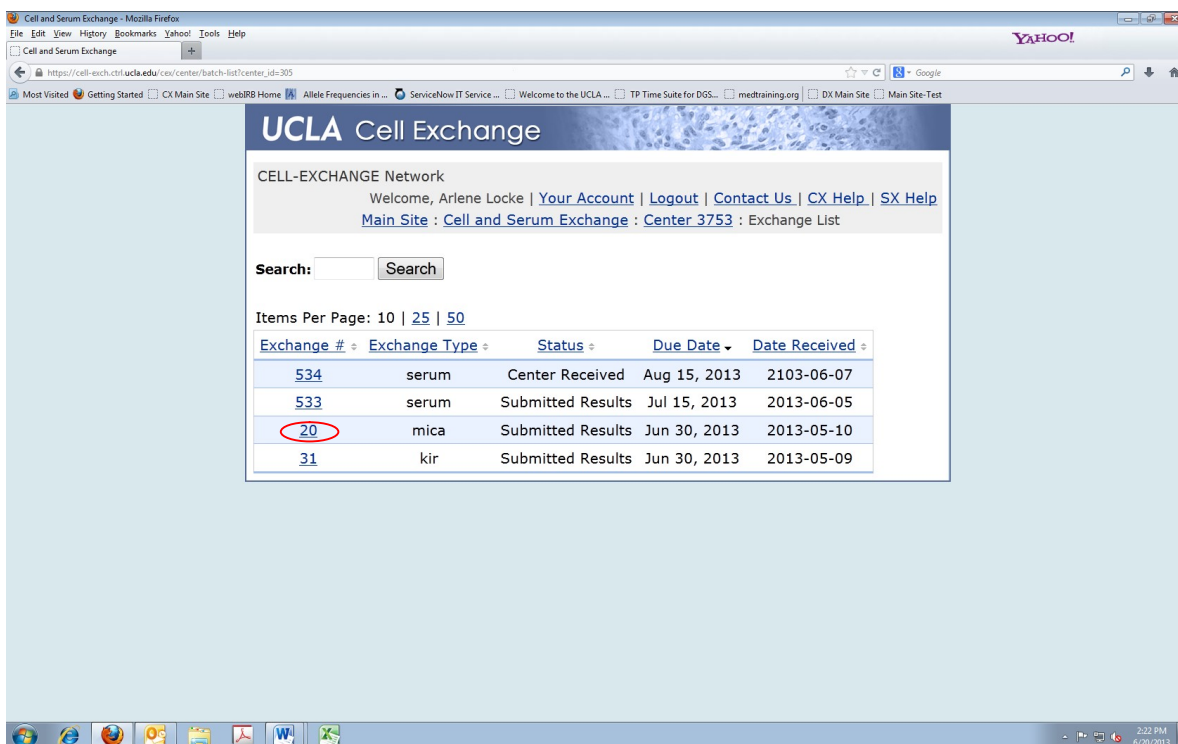 Cell and Serum Exchange - Mozilla Firefox
File Edit View History Bookmarks Yahoo! Tools Help
YAHOO!
Cell and Serum Exchange +
https://cell-exch.ctrl.ucla.edu/cex/center/batch-list?center_id=305
Google
Most Visited Getting Started CX Main Site webIRB Home Allele Frequencies in ... ServiceNow IT Service ... Welcome to the UCLA ... TP Time Suite for DGS... medtraining.org DX Main Site Main Site-Test
UCLA Cell Exchange
CELL-EXCHANGE Network
Welcome, Arlene Locke | Your Account | Logout | Contact Us | CX Help | SX Help
Main Site : Cell and Serum Exchange : Center 3753 : Exchange List
Search: Search
Items Per Page: 10 | 25 | 50
Exchange # Exchange Type Status Due Date Date Received
534 serum Center Received Aug 15, 2013 2103-06-07
533 serum Submitted Results Jul 15, 2013 2013-06-05
20 mica Submitted Results Jun 30, 2013 2013-05-10
31 kir Submitted Results Jun 30, 2013 2013-05-09
2:22 PM
6/20/2013